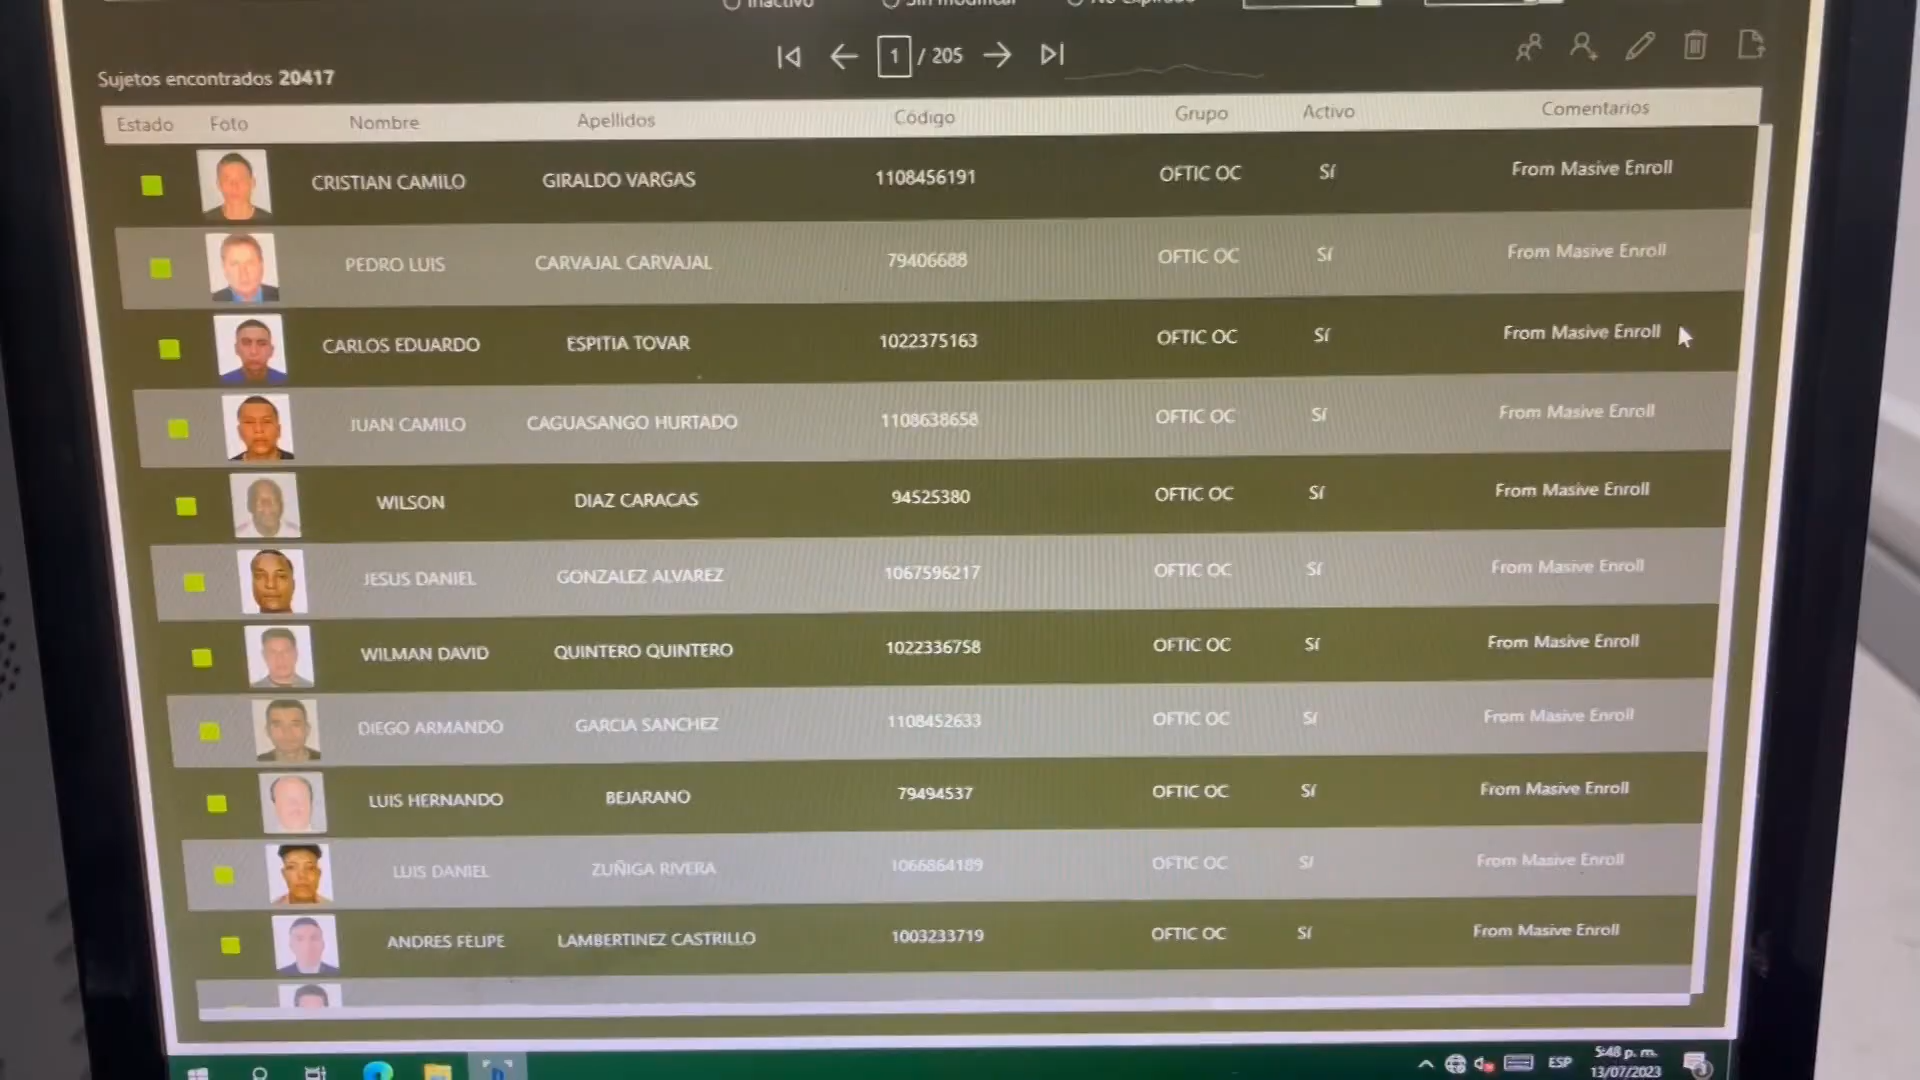 Inactivo Sin modificar No Expirado
1 / 205
Sujetos encontrados 20417
Estado Foto Nombre Apellidos Código Grupo Activo Comentarios
CRISTIAN CAMILO GIRALDO VARGAS 1108456191 OFTIC OC Sí From Masive Enroll
PEDRO LUIS CARVAJAL CARVAJAL 79406688 OFTIC OC Sí From Masive Enroll
CARLOS EDUARDO ESPITIA TOVAR 1022375163 OFTIC OC Sí From Masive Enroll
JUAN CAMILO CAGUASANGO HURTADO 1108638658 OFTIC OC Sí From Masive Enroll
WILSON DIAZ CARACAS 94525380 OFTIC OC Sí From Masive Enroll
JESUS DANIEL GONZALEZ ALVAREZ 1067596217 OFTIC OC Sí From Masive Enroll
WILMAN DAVID QUINTERO QUINTERO 1022336758 OFTIC OC Sí From Masive Enroll
DIEGO ARMANDO GARCIA SANCHEZ 1108452633 OFTIC OC Sí From Masive Enroll
LUIS HERNANDO BEJARANO 79494537 OFTIC OC Sí From Masive Enroll
LUIS DANIEL ZUÑIGA RIVERA 1066864189 OFTIC OC Sí From Masive Enroll
ANDRES FELIPE LAMBERTINEZ CASTRILLO 1003233719 OFTIC OC Sí From Masive Enroll
ESP 5:48 p. m.
13/07/2023 3